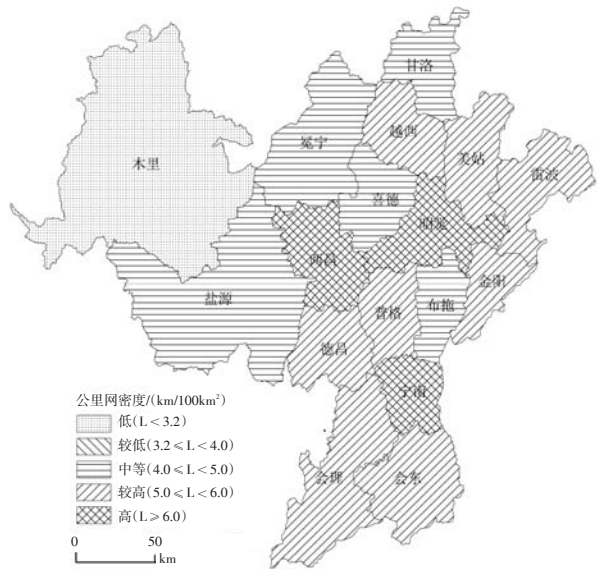 甘洛
越西
冕宁
美姑
木里
雷波
喜德
昭觉
西昌
金阳
盐源
布拖
普格
德昌
宁南
公里网密度/(km/100km²)
低(L<3.2)
较低(3.2≤L<4.0)
中等(4.0≤L<5.0)
会理
会东
较高(5.0≤L<6.0)
高(L≥6.0)
0 50
km